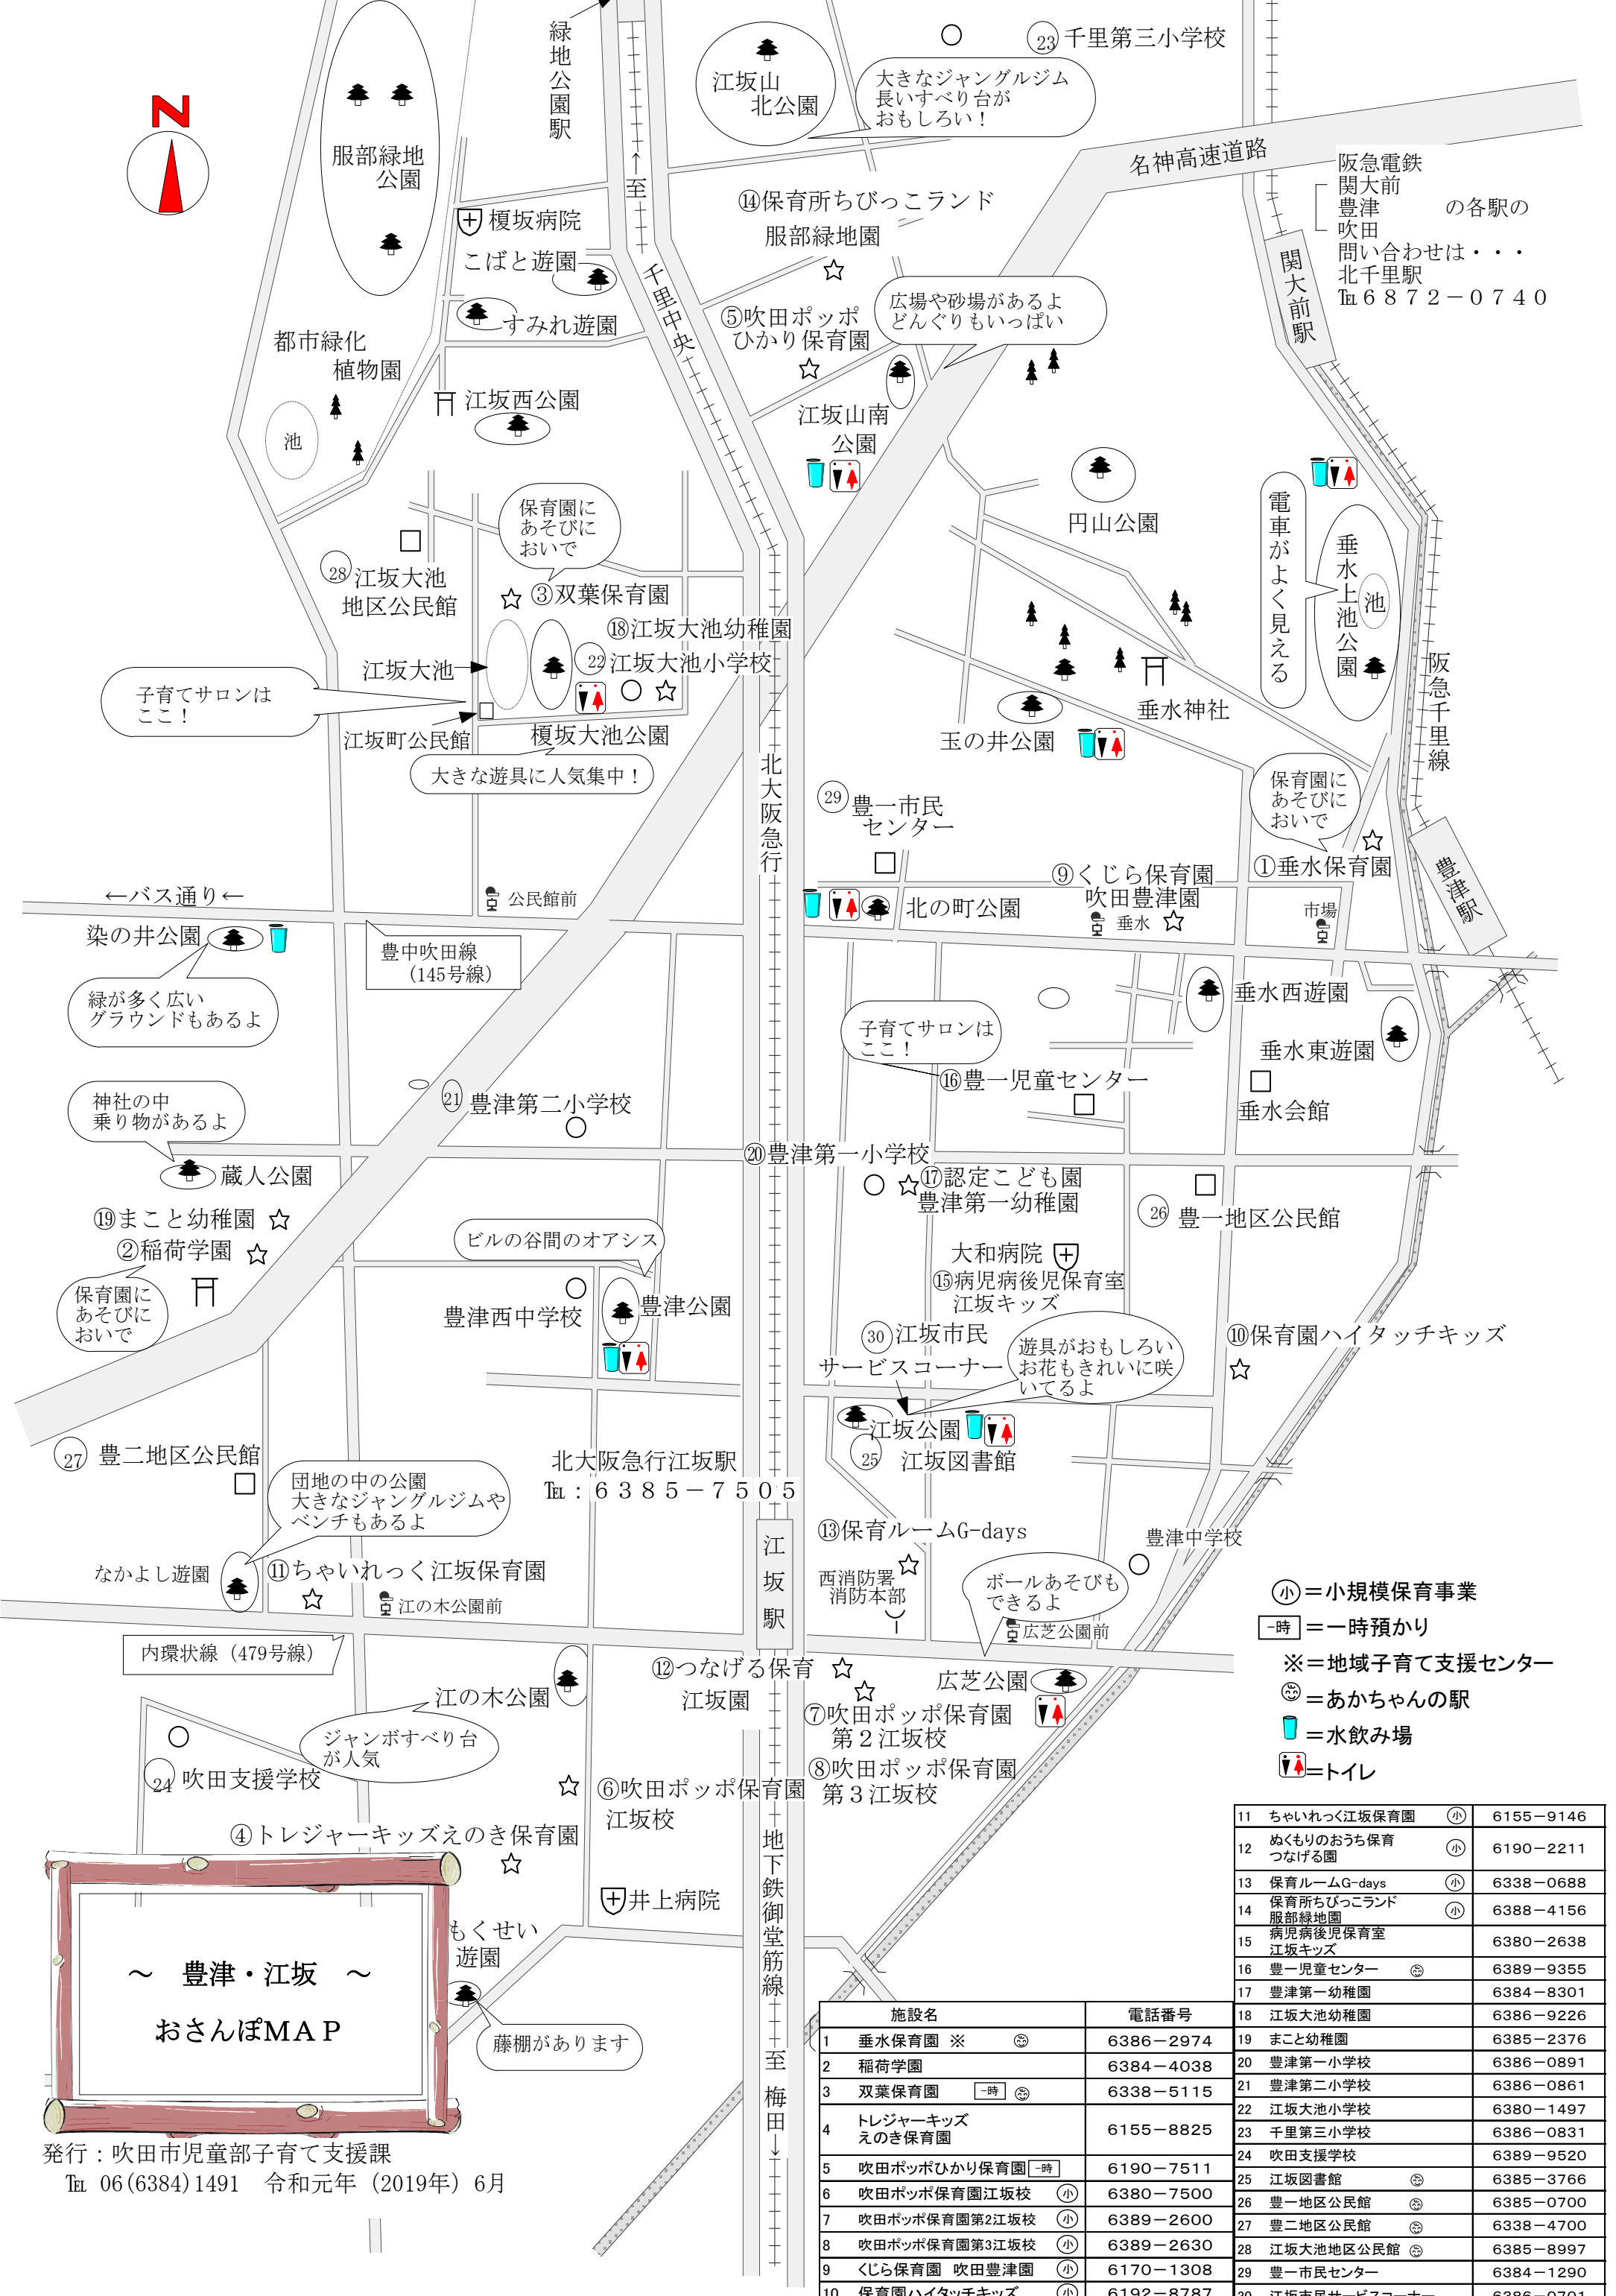 N
緑地公園駅
服部緑地
公園
江坂山
北公園
大きなジャングルジム
長いすべり台が
おもしろい！
㉓千里第三小学校
名神高速道路
阪急電鉄
関大前
豊津　の各駅の
吹田
問い合わせは・・・
北千里駅
℡６８７２－０７４０
関大前駅
←至
千里中央
⑭保育所ちびっこランド
服部緑地園
榎坂病院
こばと遊園
すみれ遊園
⑤吹田ポッポ
ひかり保育園
広場や砂場があるよ
どんぐりもいっぱい
都市緑化
植物園
池
江坂西公園
江坂山南
公園
円山公園
電車がよく見える
垂水上池公園
池
阪急千里線
保育園に
あそびに
おいで
㉘江坂大池
地区公民館
③双葉保育園
⑱江坂大池幼稚園
㉒江坂大池小学校
江坂大池
子育てサロンは
ここ！
江坂町公民館
榎坂大池公園
大きな遊具に人気集中！
垂水神社
玉の井公園
北大阪急行
㉙豊一市民
センター
保育園に
あそびに
おいで
①垂水保育園
⑨くじら保育園
吹田豊津園
豊津駅
←バス通り←
公民館前
北の町公園
垂水
市場
染の井公園
豊中吹田線
（145号線）
緑が多く広い
グラウンドもあるよ
垂水西遊園
子育てサロンは
ここ！
垂水東遊園
⑯豊一児童センター
垂水会館
神社の中
乗り物があるよ
㉑豊津第二小学校
⑳豊津第一小学校
蔵人公園
⑰認定こども園
豊津第一幼稚園
⑲まこと幼稚園
㉖豊一地区公民館
②稲荷学園
ビルの谷間のオアシス
大和病院
⑮病児病後児保育室
江坂キッズ
保育園に
あそびに
おいで
豊津西中学校
豊津公園
㉚江坂市民
サービスコーナー
遊具がおもしろい
お花もきれいに咲
いてるよ
⑩保育園ハイタッチキッズ
江坂公園
㉕江坂図書館
㉗豊二地区公民館
北大阪急行江坂駅
℡：６３８５－７５０５
団地の中の公園
大きなジャングルジムや
ベンチもあるよ
⑬保育ルームG-days
豊津中学校
江坂駅
なかよし遊園
⑪ちゃいれっく江坂保育園
西消防署
消防本部
ボールあそびも
できるよ
江の木公園前
広芝公園前
内環状線（479号線）
⑫つなげる保育
江坂園
広芝公園
江の木公園
⑦吹田ポッポ保育園
第２江坂校
ジャンボすべり台
が人気
㉔吹田支援学校
⑥吹田ポッポ保育園
江坂校
⑧吹田ポッポ保育園
第３江坂校
④トレジャーキッズえのき保育園
地下鉄御堂筋線
井上病院
もくせい
遊園
藤棚があります
至　梅田→
㋛＝小規模保育事業
一時＝一時預かり
※＝地域子育て支援センター
＝あかちゃんの駅
＝水飲み場
＝トイレ
～　豊津・江坂　～
おさんぽＭＡＰ
発行：吹田市児童部子育て支援課
℡ 06(6384)1491　令和元年（2019年）6月
施設名　電話番号
1　垂水保育園 ※　6386－2974
2　稲荷学園　6384－4038
3　双葉保育園　一時　6338－5115
4　トレジャーキッズ
えのき保育園　6155－8825
5　吹田ポッポひかり保育園　一時　6190－7511
6　吹田ポッポ保育園江坂校　小　6380－7500
7　吹田ポッポ保育園第2江坂校　小　6389－2600
8　吹田ポッポ保育園第3江坂校　小　6389－2630
9　くじら保育園　吹田豊津園　小　6170－1308
10　保育園ハイタッチキッズ　小　6192－8787
11　ちゃいれっく江坂保育園　小　6155－9146
12　ぬくもりのおうち保育
つなげる園　小　6190－2211
13　保育ルームG-days　小　6338－0688
14　保育所ちびっこランド
服部緑地園　小　6388－4156
15　病児病後児保育室
江坂キッズ　6380－2638
16　豊一児童センター　6389－9355
17　豊津第一幼稚園　6384－8301
18　江坂大池幼稚園　6386－9226
19　まこと幼稚園　6385－2376
20　豊津第一小学校　6386－0891
21　豊津第二小学校　6386－0861
22　江坂大池小学校　6380－1497
23　千里第三小学校　6386－0831
24　吹田支援学校　6389－9520
25　江坂図書館　6385－3766
26　豊一地区公民館　6385－0700
27　豊二地区公民館　6338－4700
28　江坂大池地区公民館　6385－8997
29　豊一市民センター　6384－1290
30　江坂市民サービスコーナー　6386－0701